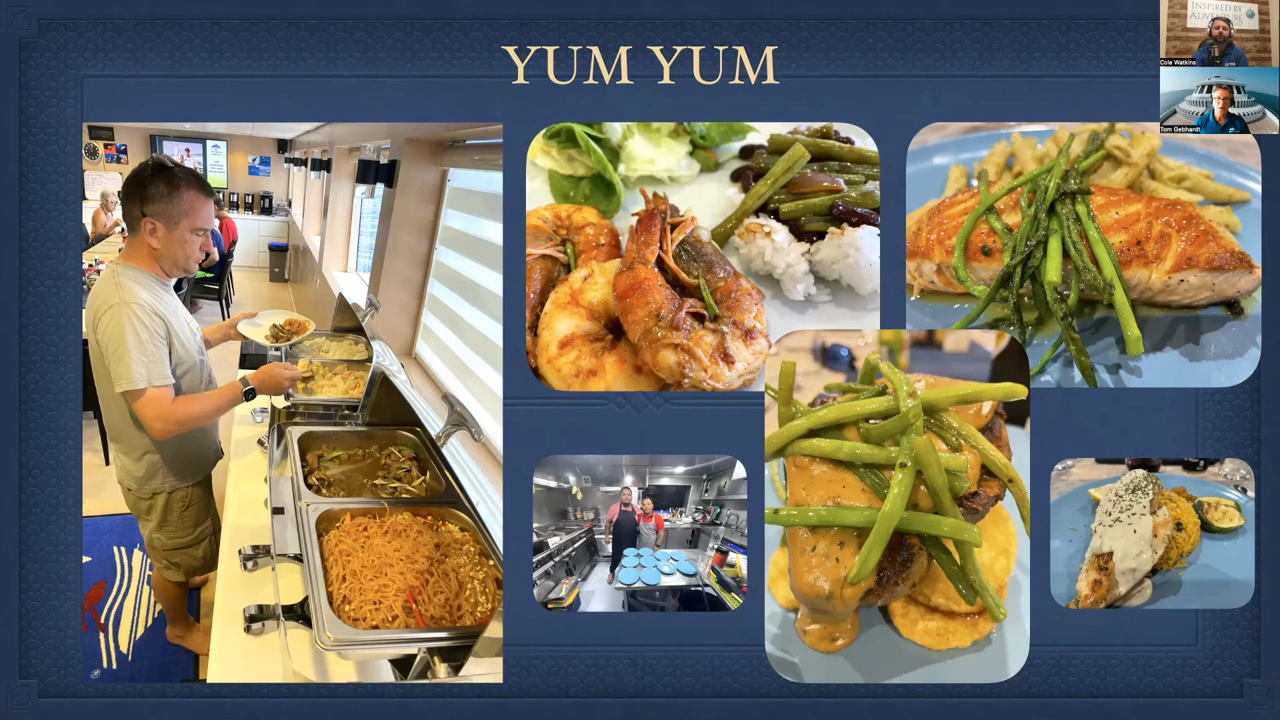 YUM YUM
INSPIRED BY
ADVENTURE
Cole Watkins
Tom Gebhardt